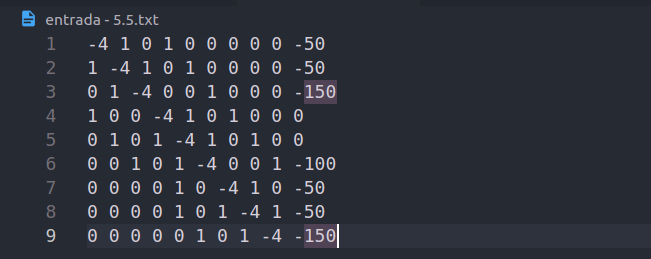 entrada - 5.5.txt
1 -4 1 0 1 0 0 0 0 0 -50
2 1 -4 1 0 1 0 0 0 0 -50
3 0 1 -4 0 0 1 0 0 0 -150
4 1 0 0 -4 1 0 1 0 0 0
5 0 1 0 1 -4 1 0 1 0 0
6 0 0 1 0 1 -4 0 0 1 -100
7 0 0 0 0 1 0 -4 1 0 -50
8 0 0 0 0 1 0 1 -4 1 -50
9 0 0 0 0 0 1 0 1 -4 -150